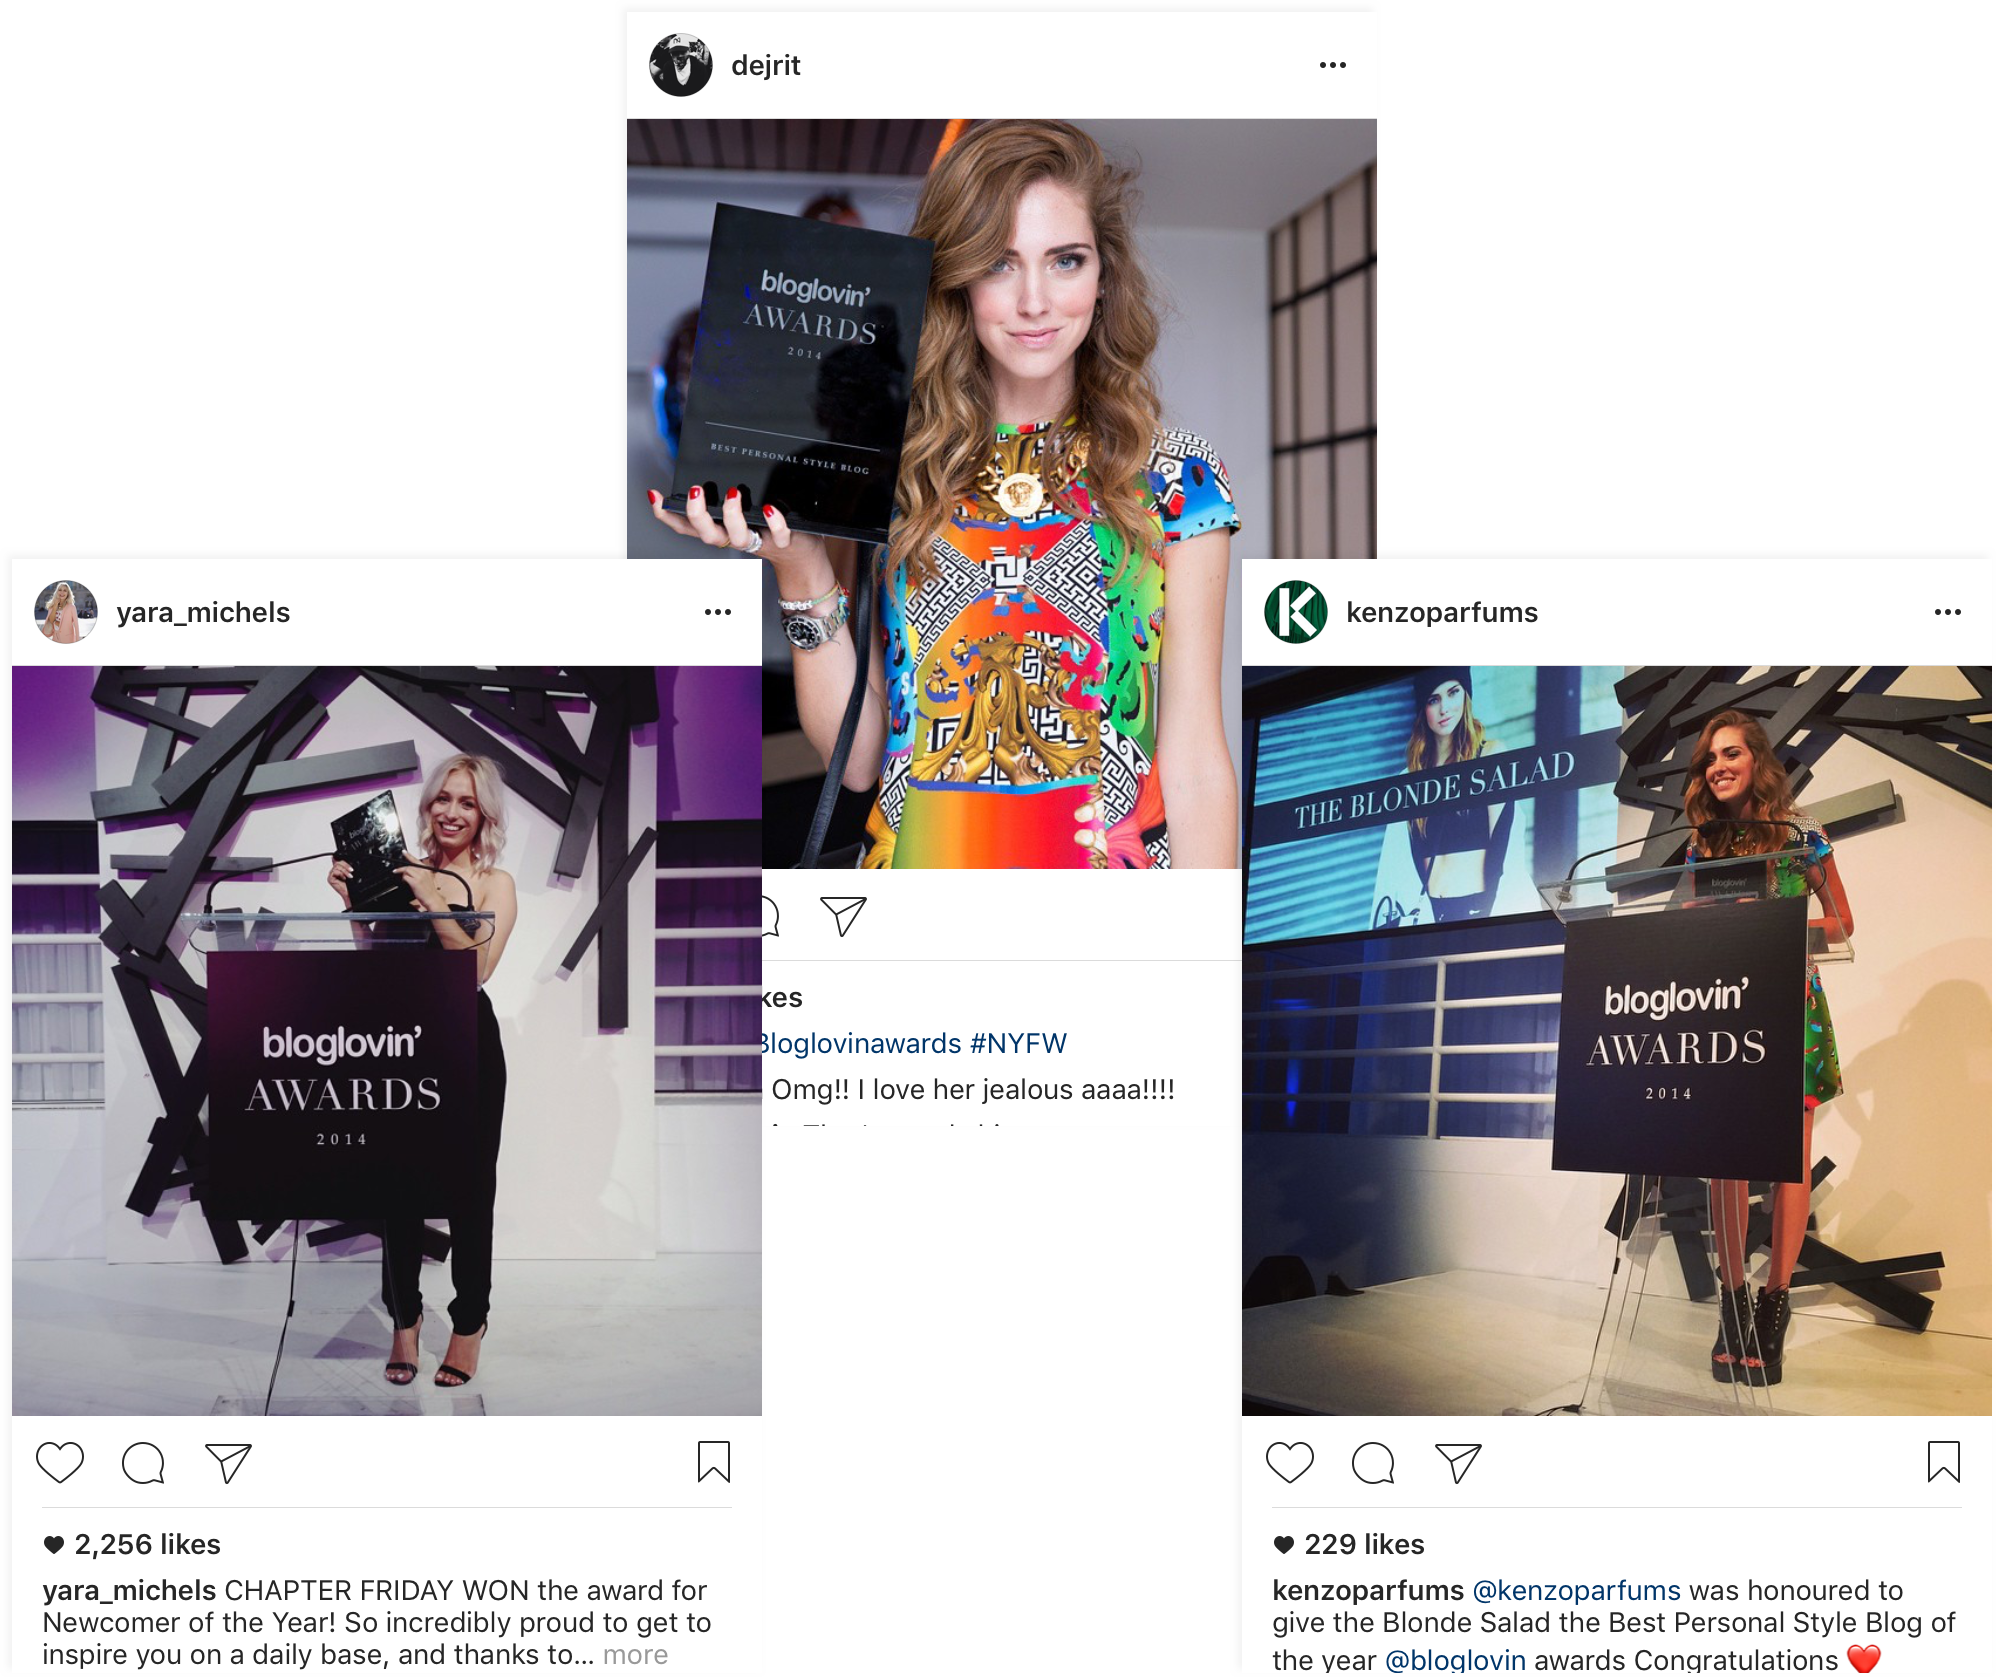 dejrit
bloglovin’
AWARDS
2014
BEST PERSONAL STYLE BLOG
Bloglovinawards #NYFW
Omg!! I love her jealous aaaa!!!!
yara_michels
bloglovin’
AWARDS
2014
2,256 likes
yara_michels CHAPTER FRIDAY WON the award for
Newcomer of the Year! So incredibly proud to get to
inspire you on a daily base, and thanks to... more
kenzoparfums
THE BLONDE SALAD
bloglovin’
bloglovin’
AWARDS
2014
229 likes
kenzoparfums @kenzoparfums was honoured to
give the Blonde Salad the Best Personal Style Blog of
the year @bloglovin awards Congratulations ❤️